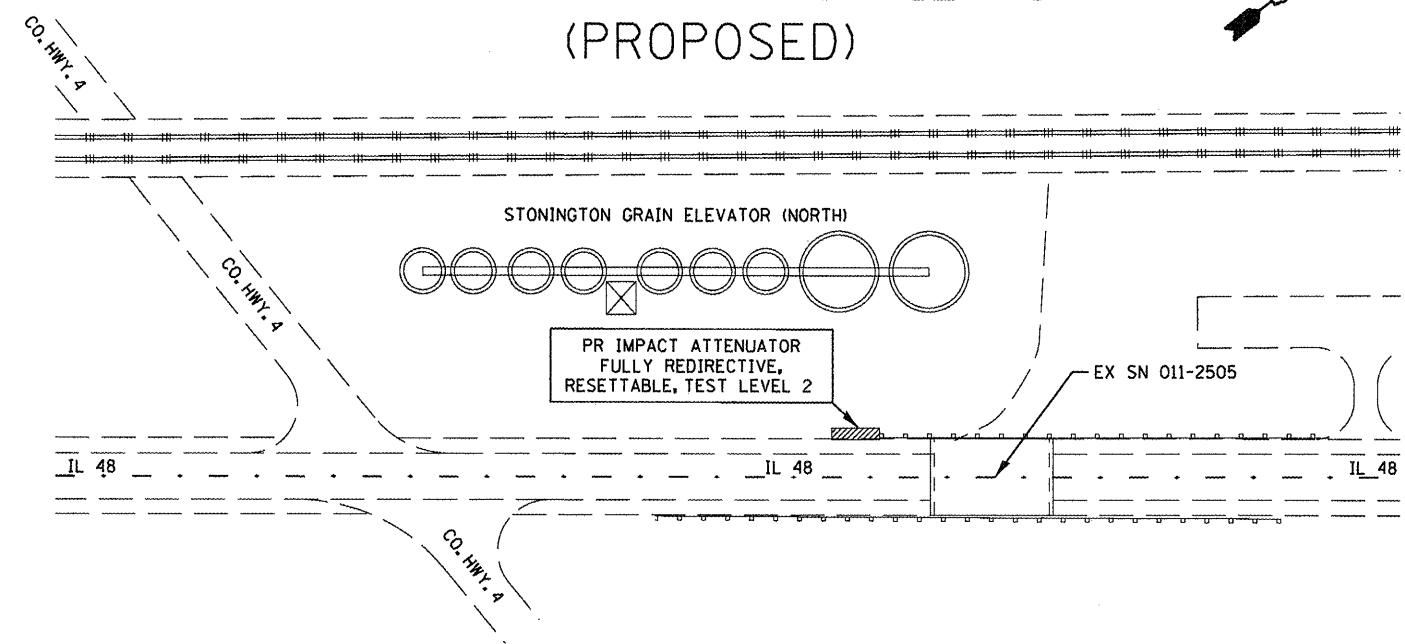 (PROPOSED)
CO. HWY. 4
STONINGTON GRAIN ELEVATOR (NORTH)
CO. HWY. 4
PR IMPACT ATTENUATOR
FULLY REDIRECTIVE,
RESETTABLE, TEST LEVEL 2
EX SN 011-2505
IL 48
IL 48
IL 48
CO. HWY. 4